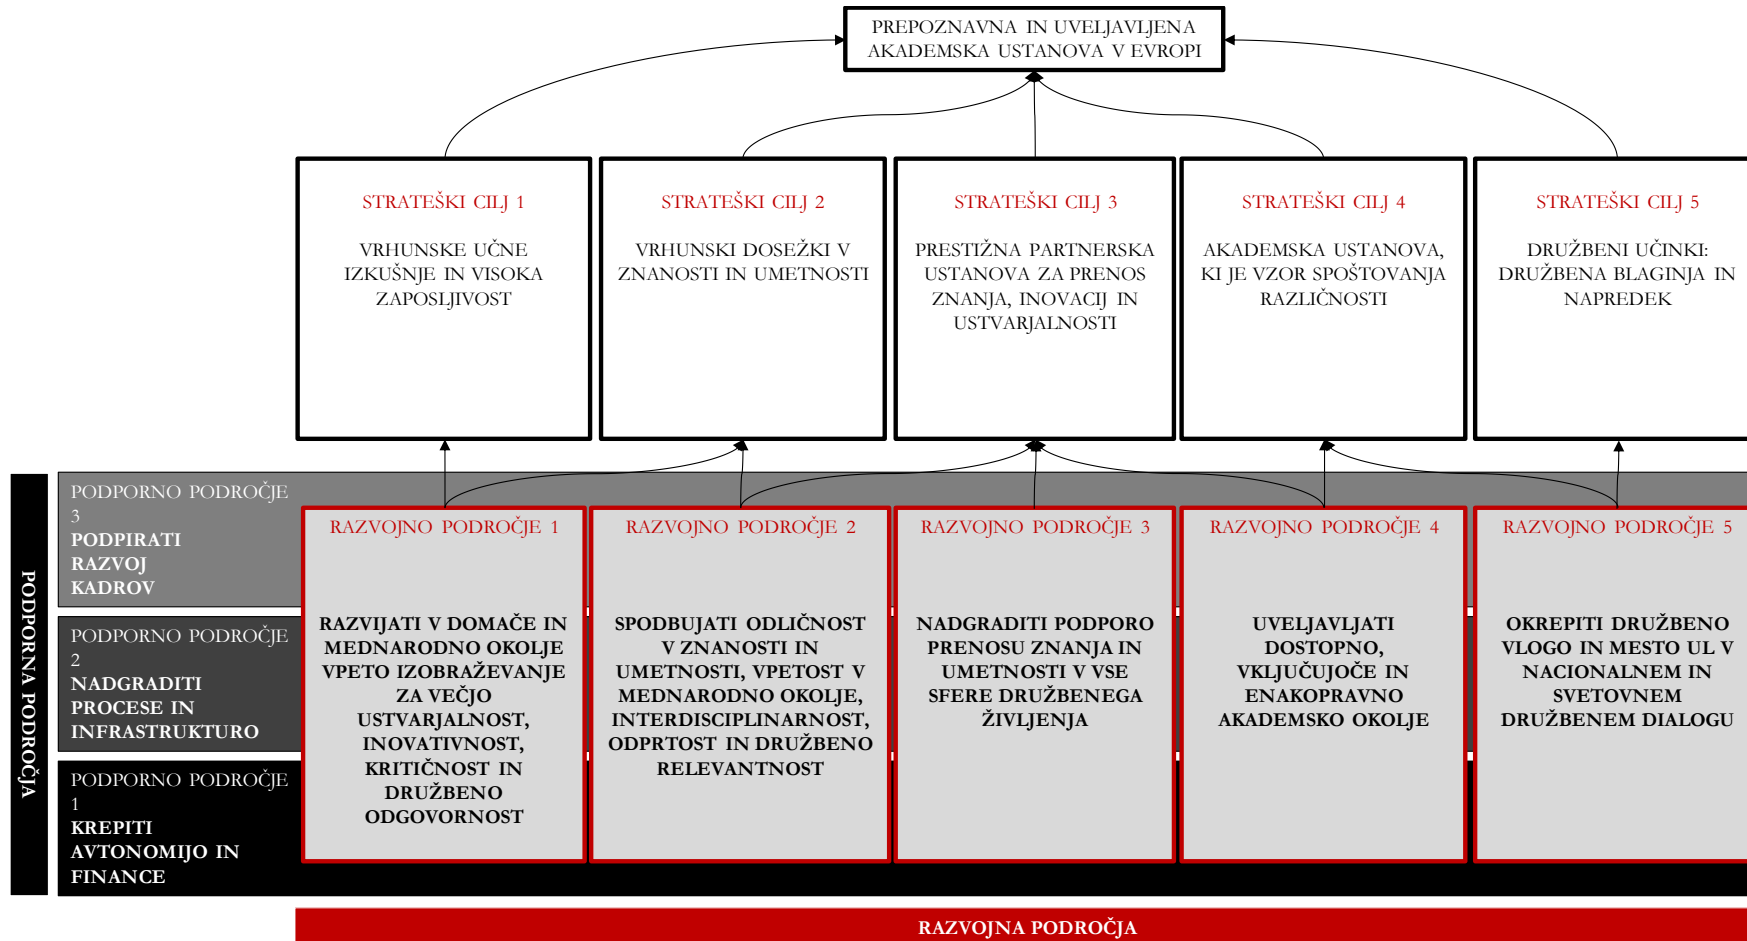 PREPOZNAVNA IN UVELJAVLJENA
AKADEMSKA USTANOVA V EVROPI
STRATEŠKI CILJ 1
VRHUNSKE UČNE
IZKUŠNJE IN VISOKA
ZAPOSLJIVOST
STRATEŠKI CILJ 2
VRHUNSKI DOSEŽKI V
ZNANOSTI IN UMETNOSTI
STRATEŠKI CILJ 3
PRESTIŽNA PARTNERSKA
USTANOVA ZA PRENOS
ZNANJA, INOVACIJ IN
USTVARJALNOSTI
STRATEŠKI CILJ 4
AKADEMSKA USTANOVA,
KI JE VZOR SPOŠTOVANJA
RAZLIČNOSTI
STRATEŠKI CILJ 5
DRUŽBENI UČINKI:
DRUŽBENA BLAGINJA IN
NAPREDEK
PODPORNA PODROČJA
PODPORNO PODROČJE
3
PODPIRATI
RAZVOJ
KADROV
PODPORNO PODROČJE
2
NADGRADITI
PROCESE IN
INFRASTRUKTURO
PODPORNO PODROČJE
1
KREPITI
AVTONOMIJO IN
FINANCE
RAZVOJNO PODROČJE 1
RAZVIJATI V DOMAČE IN
MEDNARODNO OKOLJE
VPETO IZOBRAŽEVANJE
ZA VEČJO
USTVARJALNOST,
INOVATIVNOST,
KRITIČNOST IN
DRUŽBENO
ODGOVORNOST
RAZVOJNO PODROČJE 2
SPODBUJATI ODLIČNOST
V ZNANOSTI IN
UMETNOSTI, VPETOST V
MEDNARODNO OKOLJE,
INTERDISCIPLINARNOST,
ODPRTOST IN DRUŽBENO
RELEVANTNOST
RAZVOJNO PODROČJE 3
NADGRADITI PODPORO
PRENOSU ZNANJA IN
UMETNOSTI V VSE
SFERE DRUŽBENEGA
ŽIVLJENJA
RAZVOJNO PODROČJE 4
UVELJAVLJATI
DOSTOPNO,
VKLJUČUJOČE IN
ENAKOPRAVNO
AKADEMSKO OKOLJE
RAZVOJNO PODROČJE 5
OKREPITI DRUŽBENO
VLOGO IN MESTO UL V
NACIONALNEM IN
SVETOVNEM
DRUŽBENEM DIALOGU
RAZVOJNA PODROČJA